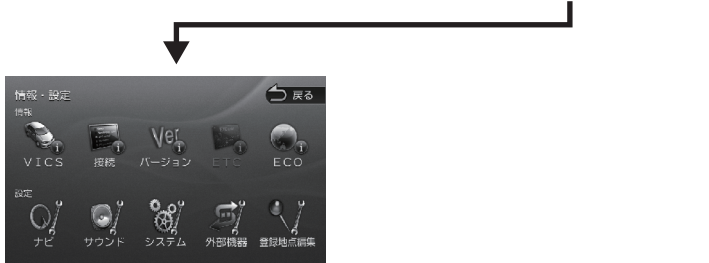 情報・設定
戻る
情報
VICS 接続 バージョン ETC ECO
設定
ナビ サウンド システム 外部機器 登録地点編集